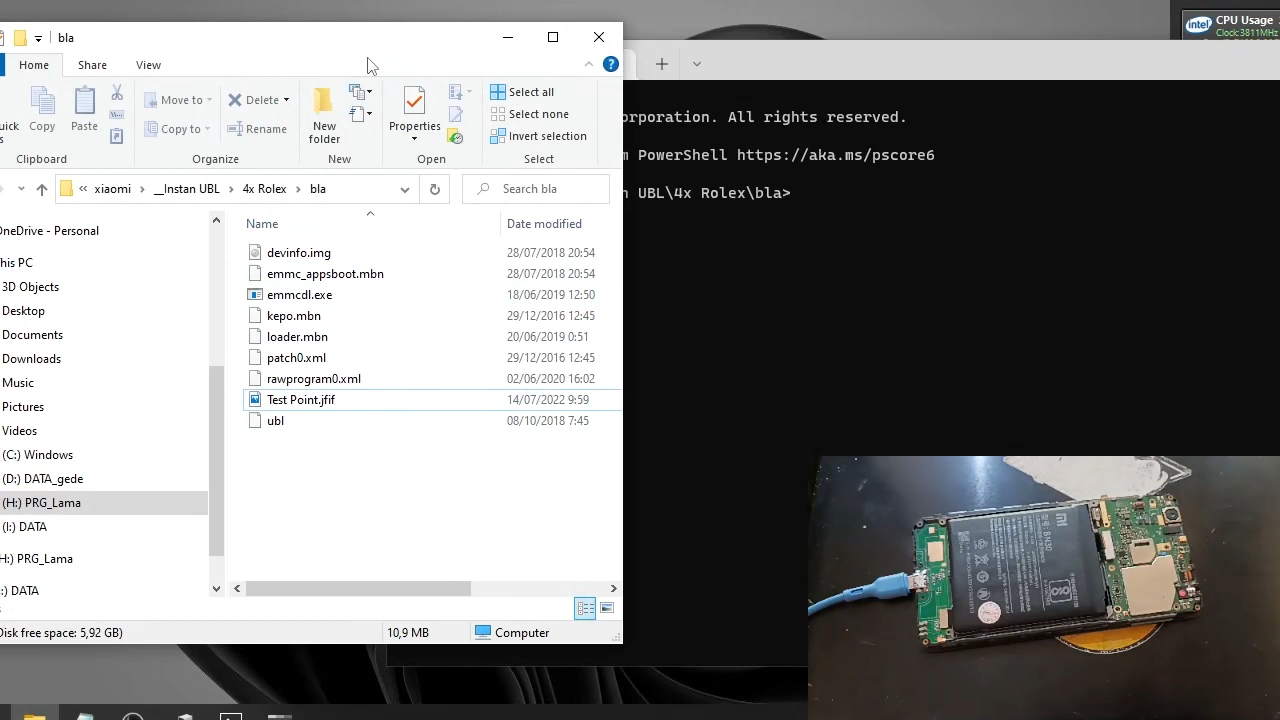 bla
Home
Share
View
Copy
Paste
Clipboard
Move to
Copy to
Delete
Rename
Organize
New
folder
New
Properties
Open
Select all
Select none
Invert selection
Select
« xiaomi > __Instan UBL > 4x Rolex > bla
Search bla
OneDrive - Personal
This PC
3D Objects
Desktop
Documents
Downloads
Music
Pictures
Videos
(C:) Windows
(D:) DATA_gede
(H:) PRG_Lama
(I:) DATA
H:) PRG_Lama
:) DATA
Name
Date modified
devinfo.img 28/07/2018 20:54
emmc_appsboot.mbn 28/07/2018 20:54
emmcdl.exe 18/06/2019 12:50
kepo.mbn 29/12/2016 12:45
loader.mbn 20/06/2019 0:51
patch0.xml 29/12/2016 12:45
rawprogram0.xml 02/06/2020 16:02
Test Point.jfif 14/07/2022 9:59
ubl 08/10/2018 7:45
Disk free space: 5,92 GB)
10,9 MB
Computer
orporation. All rights reserved.
PowerShell https://aka.ms/pscore6
UBL\4x Rolex\bla>
intel
CPU Usage
Clock:3811MHz
BN30